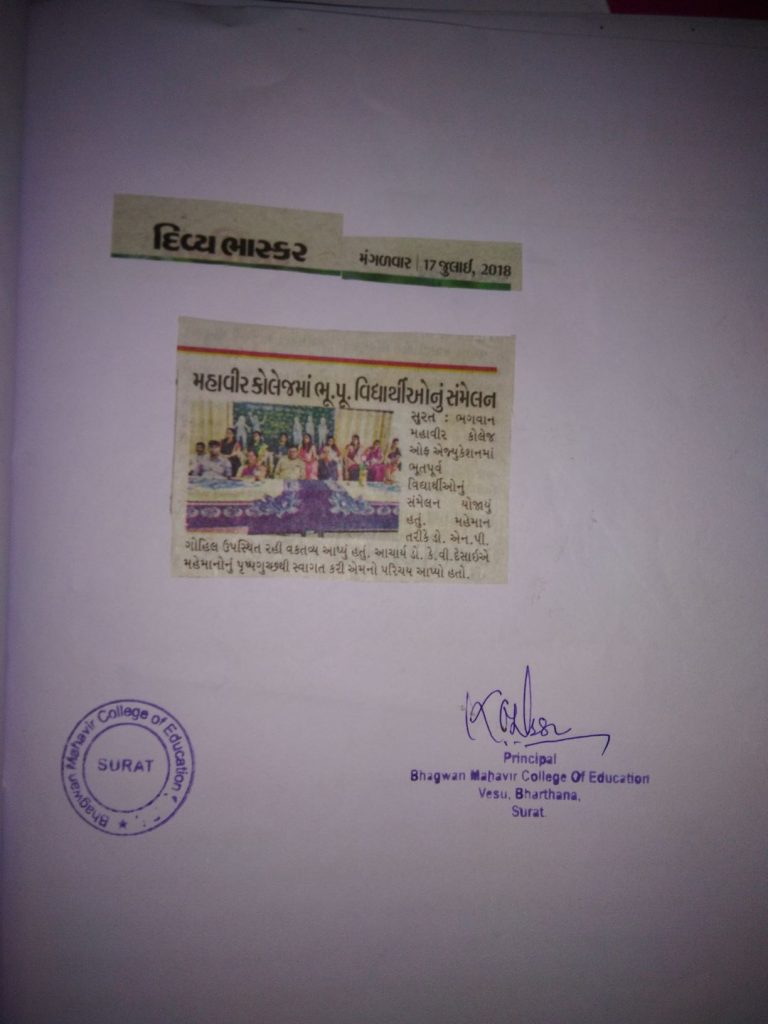 દિવ્ય ભાસ્કર
મંગળવાર | 17 જુલાઈ, 2018
મહાવીર કોલેજમાં ભૂ.પૂ. વિદ્યાર્થીઓનું સંમેલન
સુરત : ભગવાન
મહાવીર કોલેજ
ઓફ એજ્યુકેશનમાં
ભૂતપૂર્વ
વિદ્યાર્થીઓનું
સંમેલન યોજાયું
હતું. મહેમાન
તરીકે ડો. એન.પી.
ગોહિલ ઉપસ્થિત રહી વક્તવ્ય આપ્યું હતું. આચાર્ય ડો. કે.વી.દેસાઈએ
મહેમાનોનું પુષ્પગુચ્છથી સ્વાગત કરી એમનો પરિચય આપ્યો હતો.
Bhagwan Mahavir College of Education
SURAT
Principal
Bhagwan Mahavir College Of Education
Vesu, Bharthana,
Surat.